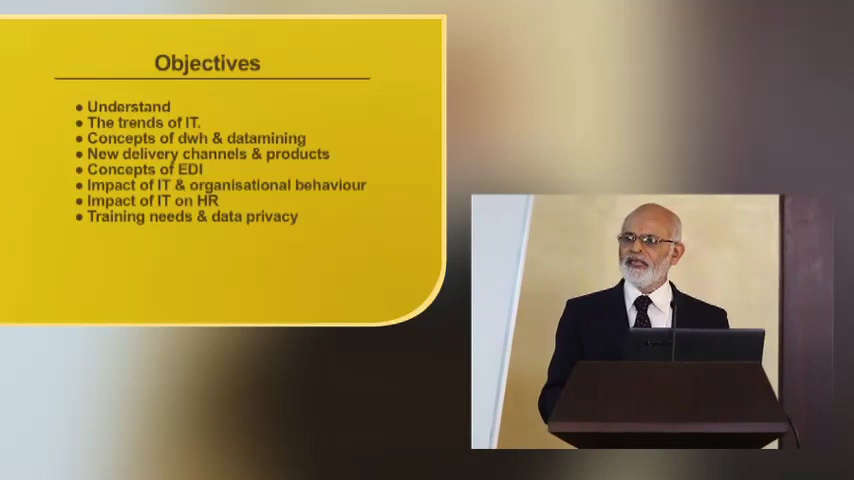 Objectives
● Understand
● The trends of IT.
● Concepts of dwh & datamining
● New delivery channels & products
● Concepts of EDI
● Impact of IT & organisational behaviour
● Impact of IT on HR
● Training needs & data privacy